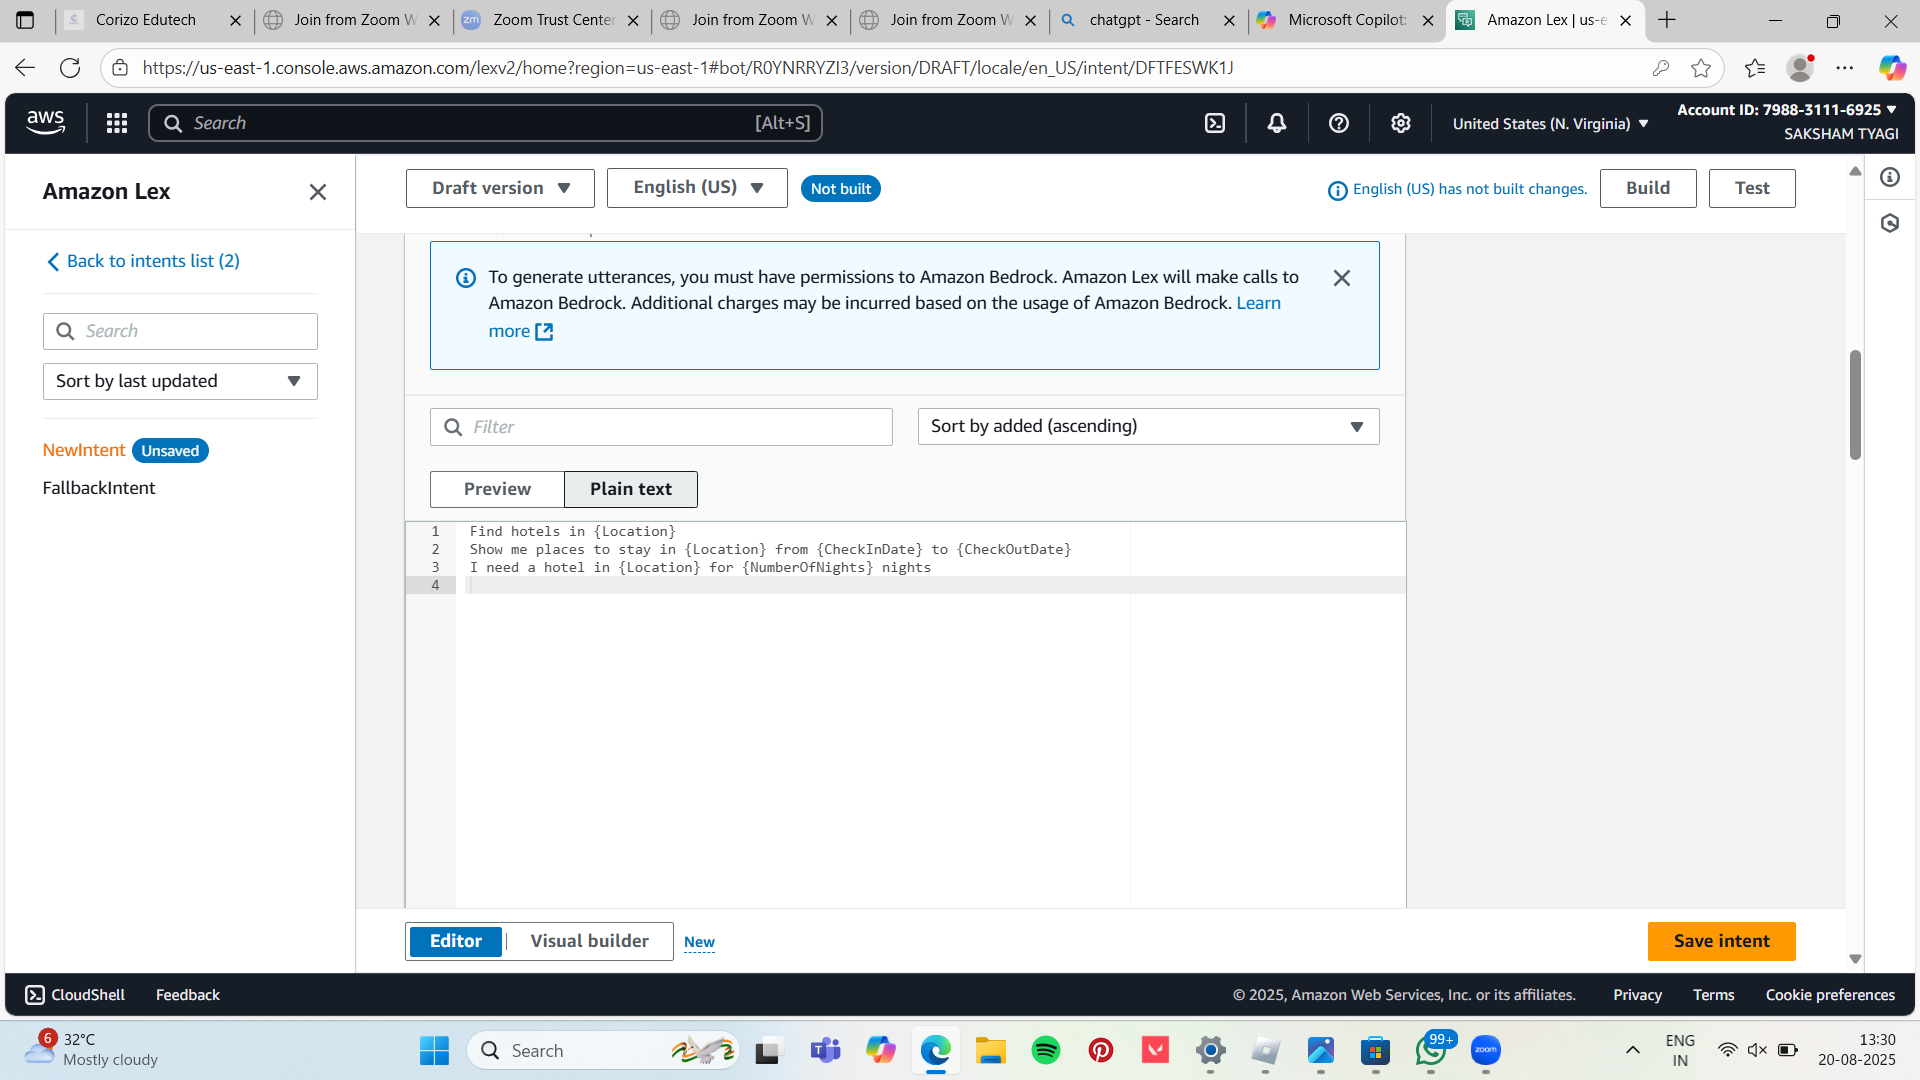 Corizo Edutech
Join from Zoom W
Zoom Trust Center
Join from Zoom W
Join from Zoom W
chatgpt - Search
Microsoft Copilot:
Amazon Lex | us-e
https://us-east-1.console.aws.amazon.com/lexv2/home?region=us-east-1#bot/R0YNRRYZI3/version/DRAFT/locale/en_US/intent/DFTFESWK1J
aws
Search
[Alt+S]
United States (N. Virginia)
Account ID: 7988-3111-6925
SAKSHAM TYAGI
Amazon Lex
Back to intents list (2)
Search
Sort by last updated
NewIntent Unsaved
FallbackIntent
Draft version
English (US)
Not built
English (US) has not built changes.
Build
Test
To generate utterances, you must have permissions to Amazon Bedrock. Amazon Lex will make calls to
Amazon Bedrock. Additional charges may be incurred based on the usage of Amazon Bedrock. Learn
more
Filter
Sort by added (ascending)
Preview
Plain text
1 Find hotels in {Location}
2 Show me places to stay in {Location} from {CheckInDate} to {CheckOutDate}
3 I need a hotel in {Location} for {NumberOfNights} nights
4
Editor
Visual builder
New
Save intent
CloudShell
Feedback
© 2025, Amazon Web Services, Inc. or its affiliates.
Privacy
Terms
Cookie preferences
6
32°C
Mostly cloudy
Search
99+
zoom
ENG
IN
13:30
20-08-2025